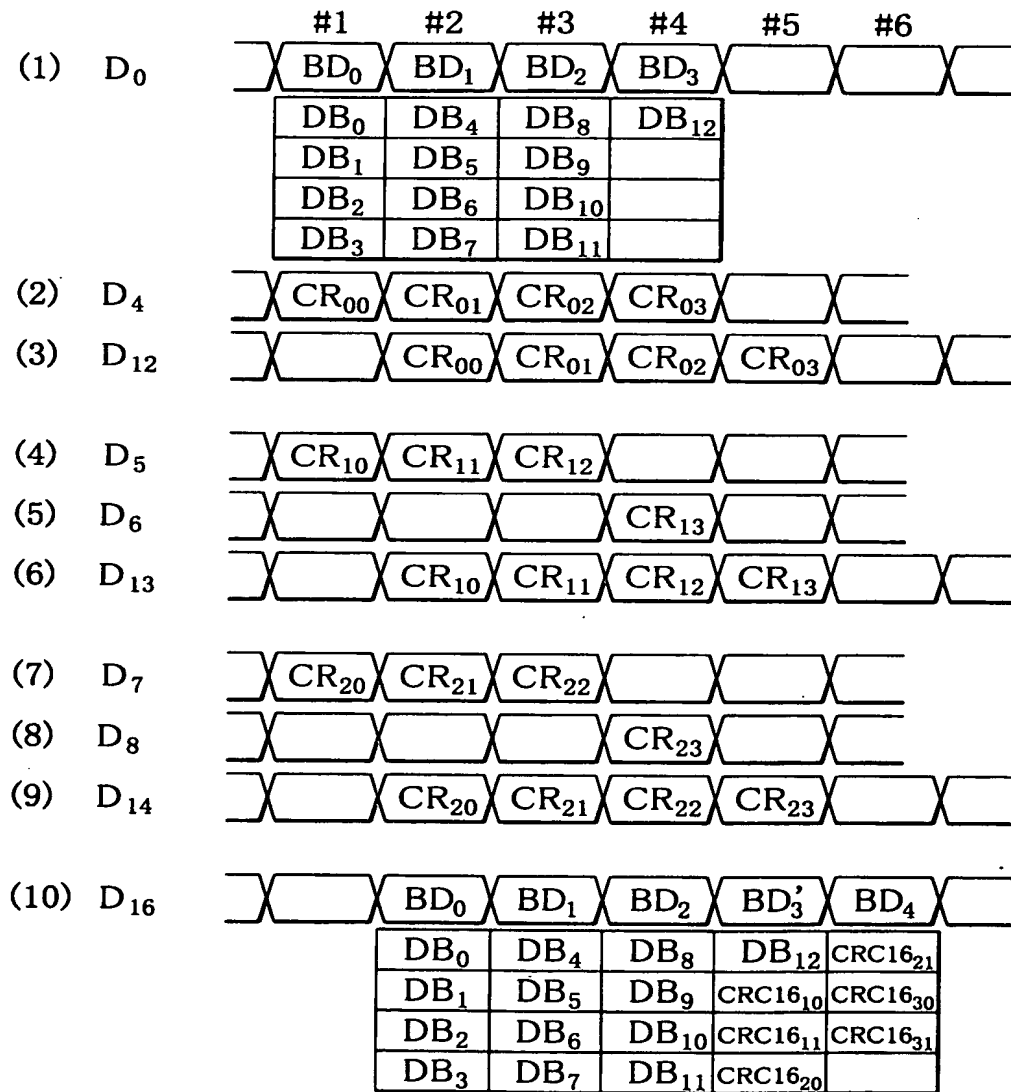 #1 #2 #3 #4 #5 #6
(1) D₀ BD₀ BD₁ BD₂ BD₃
DB₀ DB₄ DB₈ DB₁₂
DB₁ DB₅ DB₉
DB₂ DB₆ DB₁₀
DB₃ DB₇ DB₁₁
(2) D₄ CR₀₀ CR₀₁ CR₀₂ CR₀₃
(3) D₁₂ CR₀₀ CR₀₁ CR₀₂ CR₀₃
(4) D₅ CR₁₀ CR₁₁ CR₁₂
(5) D₆ CR₁₃
(6) D₁₃ CR₁₀ CR₁₁ CR₁₂ CR₁₃
(7) D₇ CR₂₀ CR₂₁ CR₂₂
(8) D₈ CR₂₃
(9) D₁₄ CR₂₀ CR₂₁ CR₂₂ CR₂₃
(10) D₁₆ BD₀ BD₁ BD₂ BD₃' BD₄
DB₀ DB₄ DB₈ DB₁₂ CRC16₂₁
DB₁ DB₅ DB₉ CRC16₁₀ CRC16₃₀
DB₂ DB₆ DB₁₀ CRC16₁₁ CRC16₃₁
DB₃ DB₇ DB₁₁ CRC16₂₀